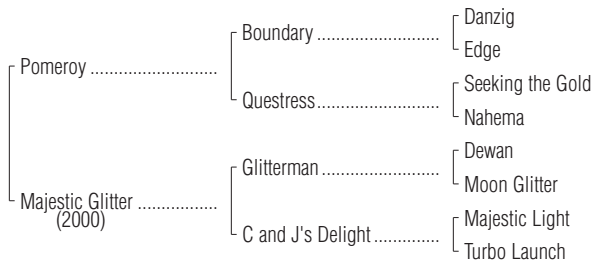 Danzig
Boundary ......................
Edge
Pomeroy .......................
Seeking the Gold
Questress......................
Nahema
Dewan
Glitterman .....................
Moon Glitter
Majestic Glitter ..............
(2000)
Majestic Light
C and J's Delight ............
Turbo Launch